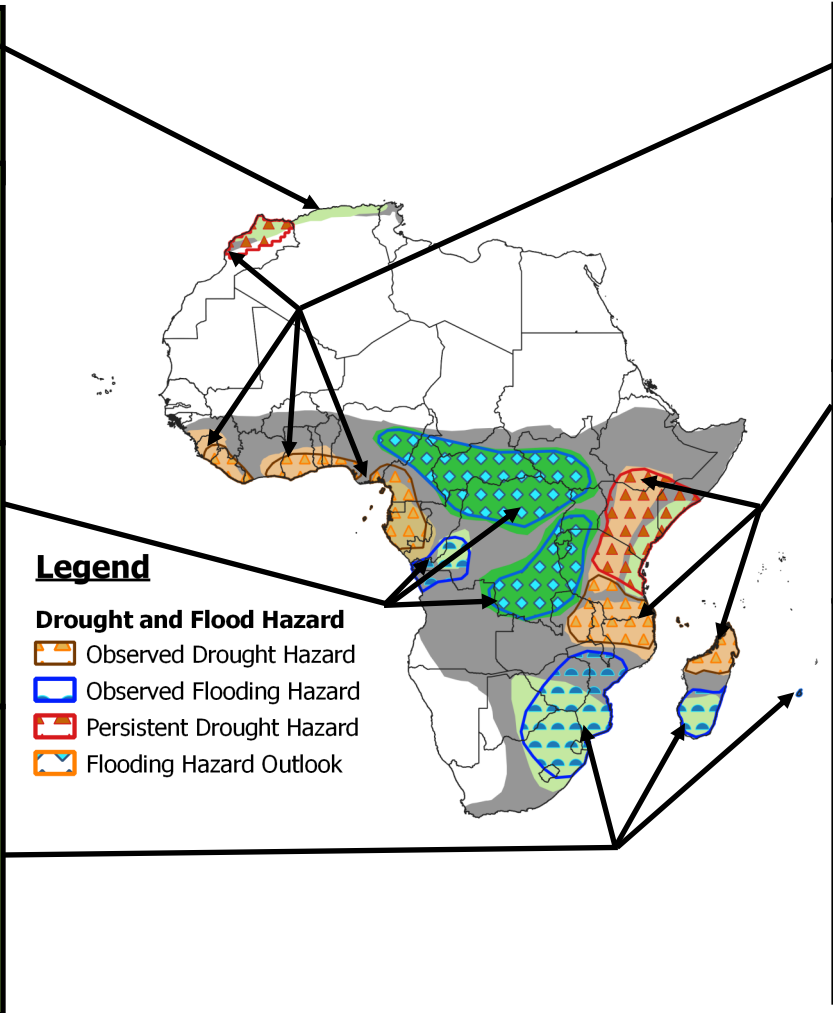 Legend
Drought and Flood Hazard
Observed Drought Hazard
Observed Flooding Hazard
Persistent Drought Hazard
Flooding Hazard Outlook